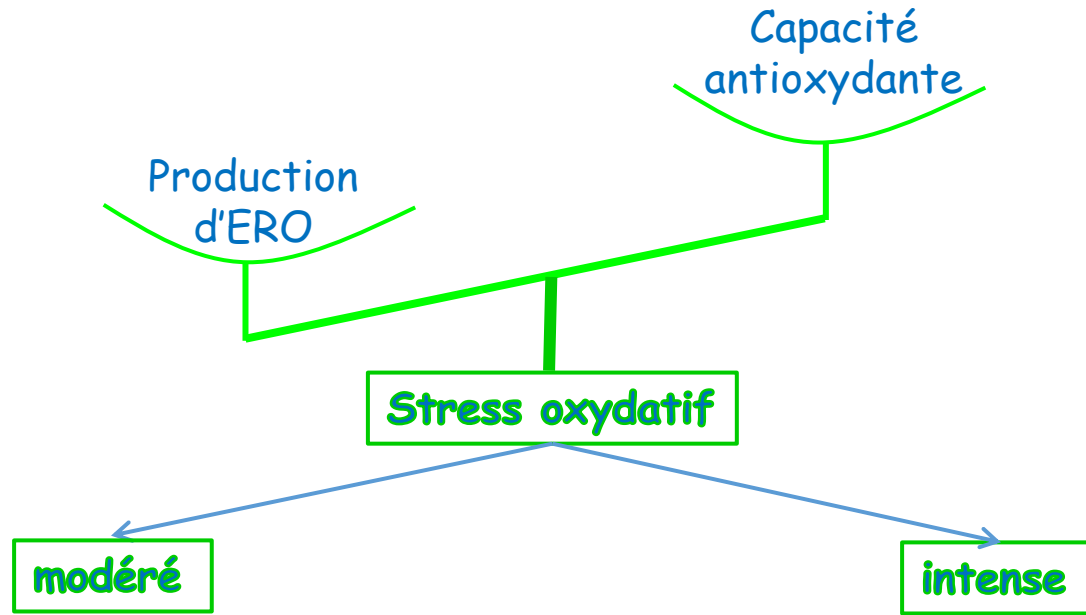 Capacité
antioxydante
Production
d'ERO
Stress oxydatif
modéré
intense